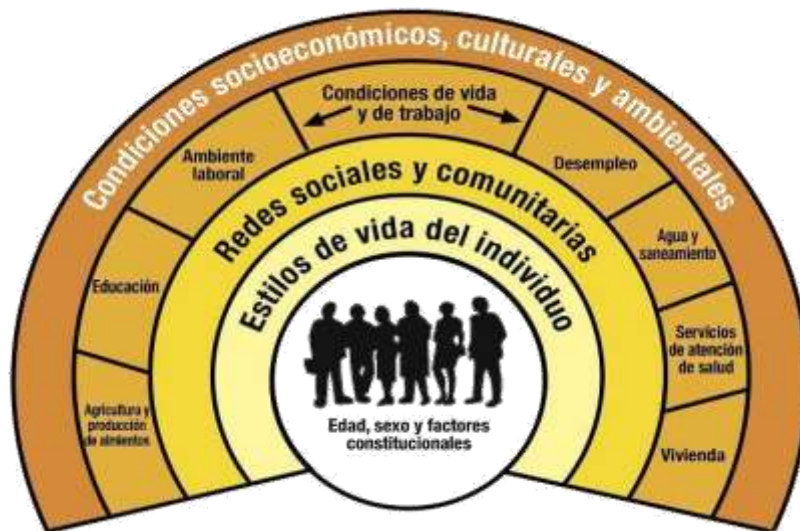 Condiciones socioeconómicos, culturales y ambientales
Condiciones de vida
y de trabajo
Ambiente
laboral
Desempleo
Redes sociales y comunitarias
Agua y
saneamiento
Educación
Estilos de vida del individuo
Servicios
de atención
de salud
Agricultura y
producción
de alimentos
Edad, sexo y factores
constitucionales
Vivienda